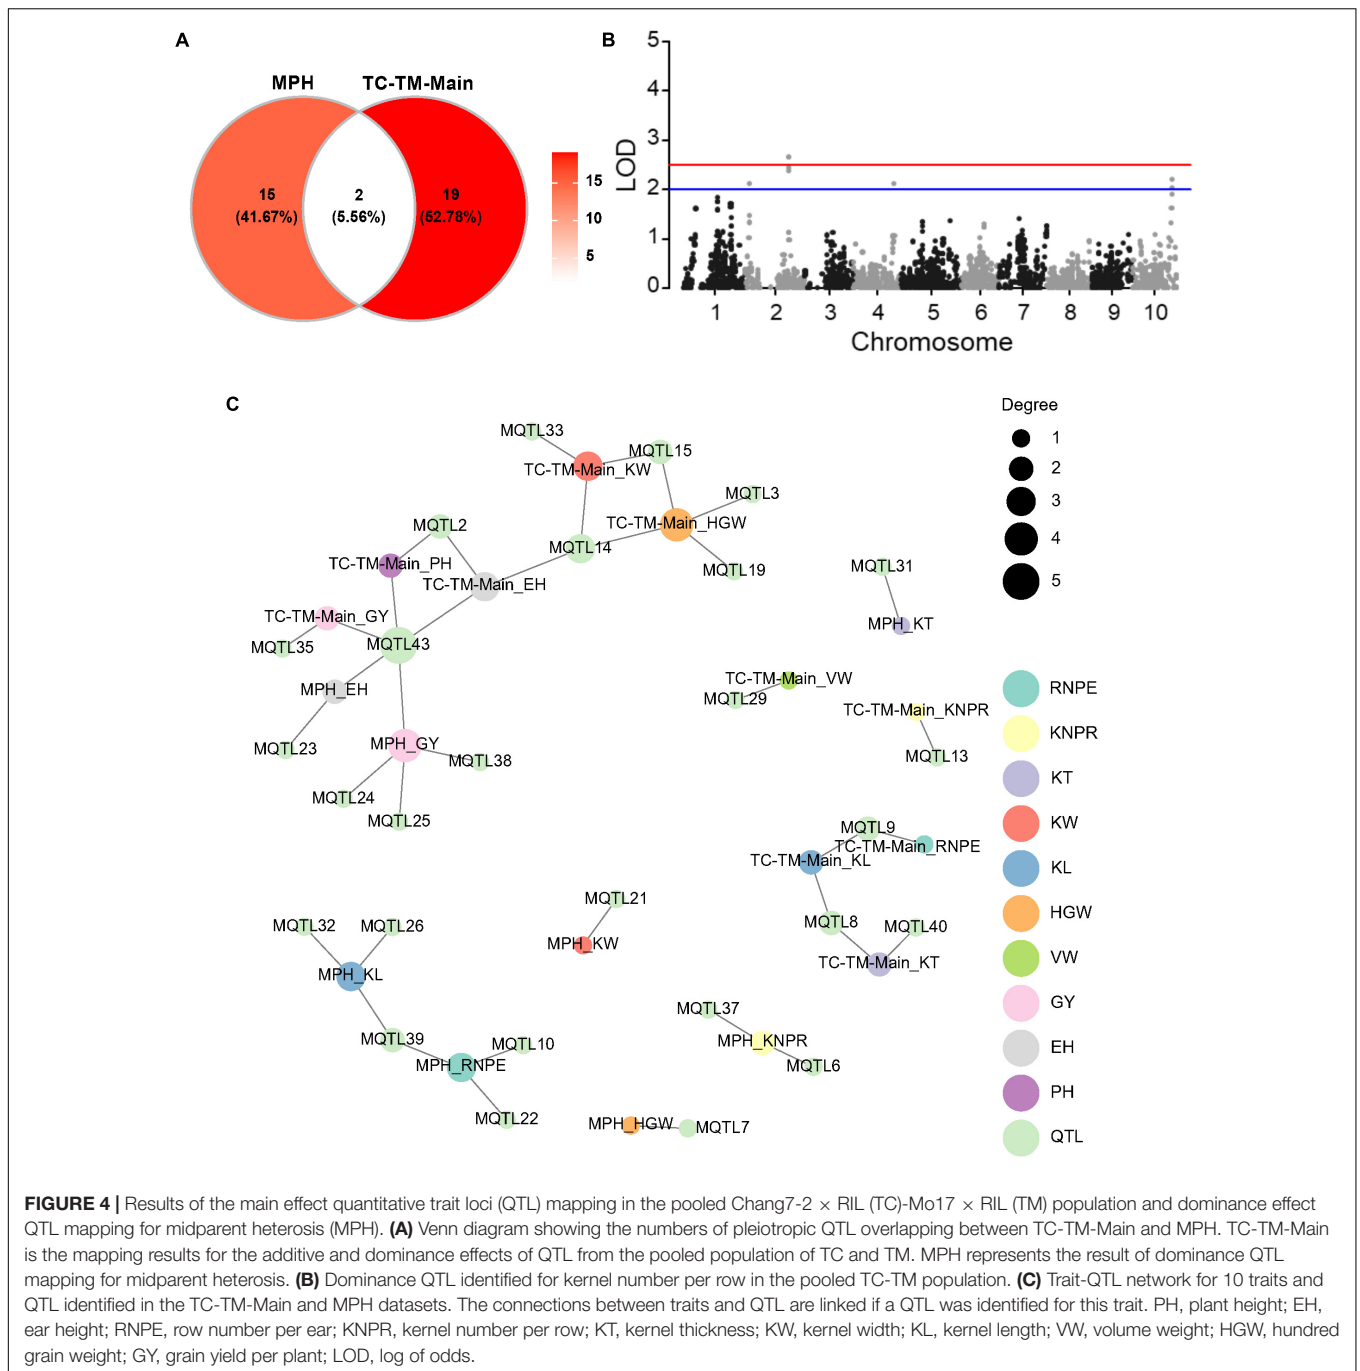 A
MPH
TC-TM-Main
15
(41.67%)
2
(5.56%)
19
(52.78%)
15
10
5
B
5
4
3
2
1
0
LOD
1 2 3 4 5 6 7 8 9 10
Chromosome
C
MQTL33
MQTL15
TC-TM-Main_KW
MQTL3
TC-TM-Main_HGW
MQTL2
MQTL14
TC-TM-Main_PH
MQTL19
TC-TM-Main_EH
MQTL31
TC-TM-Main_GY
MPH_KT
MQTL35
MQTL43
TC-TM-Main_VW
MPH_EH
MQTL29
TC-TM-Main_KNPR
MPH_GY
MQTL23
MQTL38
MQTL13
MQTL24
MQTL25
MQTL9
TC-TM-Main_RNPE
TC-TM-Main_KL
MQTL21
MQTL32
MQTL26
MQTL8
MQTL40
MPH_KW
TC-TM-Main_KT
MPH_KL
MQTL37
MQTL39
MQTL10
MPH_KNPR
MPH_RNPE
MQTL6
MQTL22
MPH_HGW
MQTL7
Degree
1
2
3
4
5
RNPE
KNPR
KT
KW
KL
HGW
VW
GY
EH
PH
QTL
FIGURE 4 | Results of the main effect quantitative trait loci (QTL) mapping in the pooled Chang7-2 × RIL (TC)-Mo17 × RIL (TM) population and dominance effect
QTL mapping for midparent heterosis (MPH). (A) Venn diagram showing the numbers of pleiotropic QTL overlapping between TC-TM-Main and MPH. TC-TM-Main
is the mapping results for the additive and dominance effects of QTL from the pooled population of TC and TM. MPH represents the result of dominance QTL
mapping for midparent heterosis. (B) Dominance QTL identified for kernel number per row in the pooled TC-TM population. (C) Trait-QTL network for 10 traits and
QTL identified in the TC-TM-Main and MPH datasets. The connections between traits and QTL are linked if a QTL was identified for this trait. PH, plant height; EH,
ear height; RNPE, row number per ear; KNPR, kernel number per row; KT, kernel thickness; KW, kernel width; KL, kernel length; VW, volume weight; HGW, hundred
grain weight; GY, grain yield per plant; LOD, log of odds.